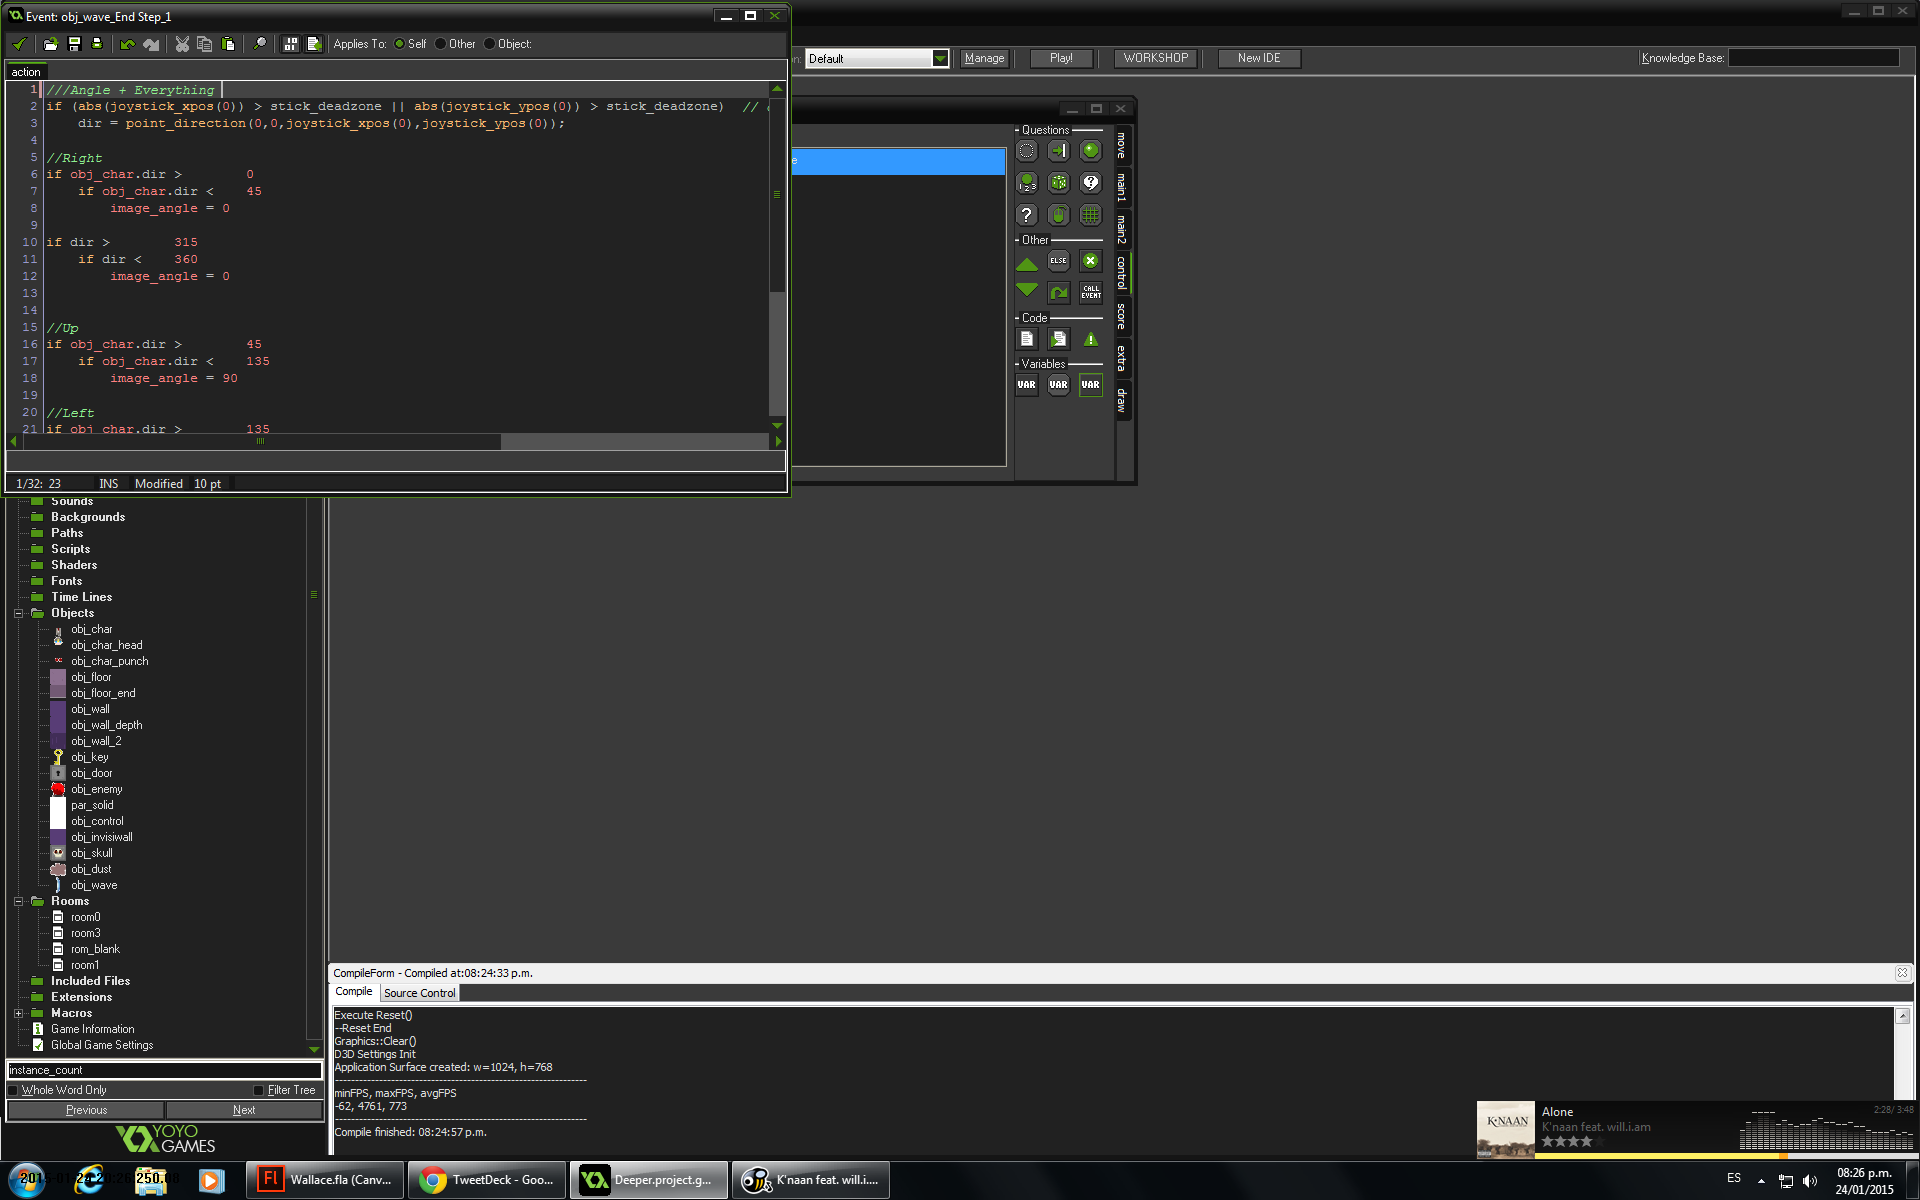 Event: obj_wave_End Step_1
Applies To: Self Other Object:
action
1 ///Angle + Everything
2 if (abs(joystick_xpos(0)) > stick_deadzone || abs(joystick_ypos(0)) > stick_deadzone) //
3 dir = point_direction(0,0,joystick_xpos(0),joystick_ypos(0));
4
5 //Right
6 if obj_char.dir > 0
7 if obj_char.dir < 45
8 image_angle = 0
9
10 if dir > 315
11 if dir < 360
12 image_angle = 0
13
14
15 //Up
16 if obj_char.dir > 45
17 if obj_char.dir < 135
18 image_angle = 90
19
20 //Left
21 if obj_char.dir > 135
1/32: 23 INS Modified 10 pt
Default
Manage
Play!
WORKSHOP
New IDE
Knowledge Base:
Questions
Other
ELSE
CALL EVENT
Code
Variables
VAR VAR VAR
move
main1
main2
control
score
extra
draw
Sounds
Backgrounds
Paths
Scripts
Shaders
Fonts
Time Lines
Objects
obj_char
obj_char_head
obj_char_punch
obj_floor
obj_floor_end
obj_wall
obj_wall_depth
obj_wall_2
obj_key
obj_door
obj_enemy
par_solid
obj_control
obj_invisiwall
obj_skull
obj_dust
obj_wave
Rooms
room0
room3
rom_blank
room1
Included Files
Extensions
Macros
Game Information
Global Game Settings
instance_count
Whole Word Only Filter Tree
Previous Next
YOYO GAMES
CompileForm - Compiled at:08:24:33 p.m.
Compile Source Control
Execute Reset()
--Reset End
Graphics::Clear()
D3D Settings Init
Application Surface created: w=1024, h=768
minFPS, maxFPS, avgFPS
-62, 4761, 773
Compile finished: 08:24:57 p.m.
K'NAAN
Alone
K'naan feat. will.i.am
2:28/ 3:48
Wallace.fla (Canv...
TweetDeck - Goo...
Deeper.project.g...
K'naan feat. will.i....
ES
08:26 p.m.
24/01/2015